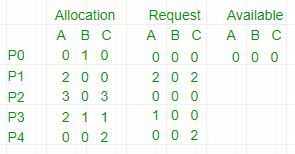 Allocation Request Available
A B C A B C A B C
P0 0 1 0 0 0 0 0 0 0
P1 2 0 0 2 0 2
P2 3 0 3 0 0 0
P3 2 1 1 1 0 0
P4 0 0 2 0 0 2